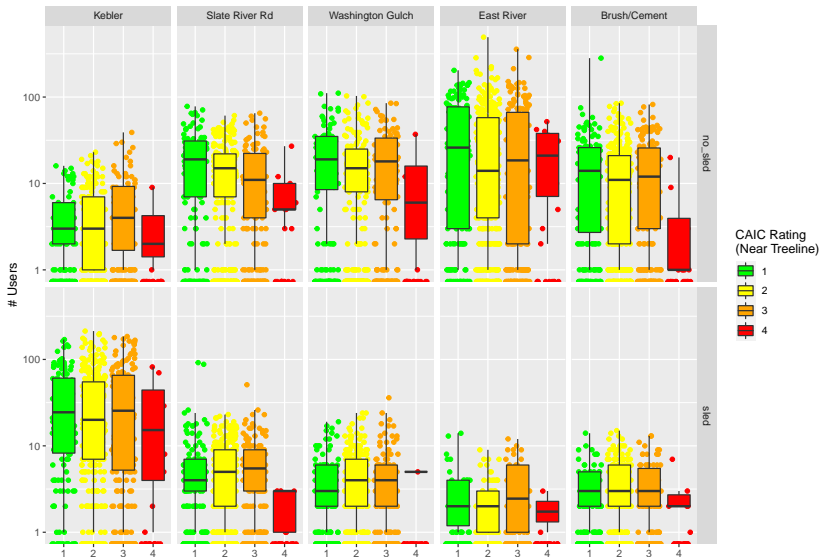 Kebler Slate River Rd Washington Gulch East River Brush/Cement
100
10
1
no_sled
# Users
100
10
1
sled
1 2 3 4 1 2 3 4 1 2 3 4 1 2 3 4 1 2 3 4
CAIC Rating
(Near Treeline)
1
2
3
4